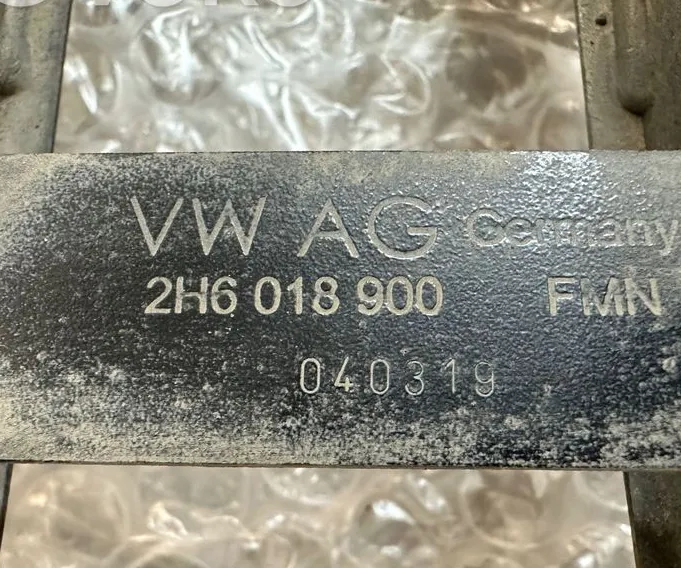 VW AG Germany
2H6 018 900 FMN
040319